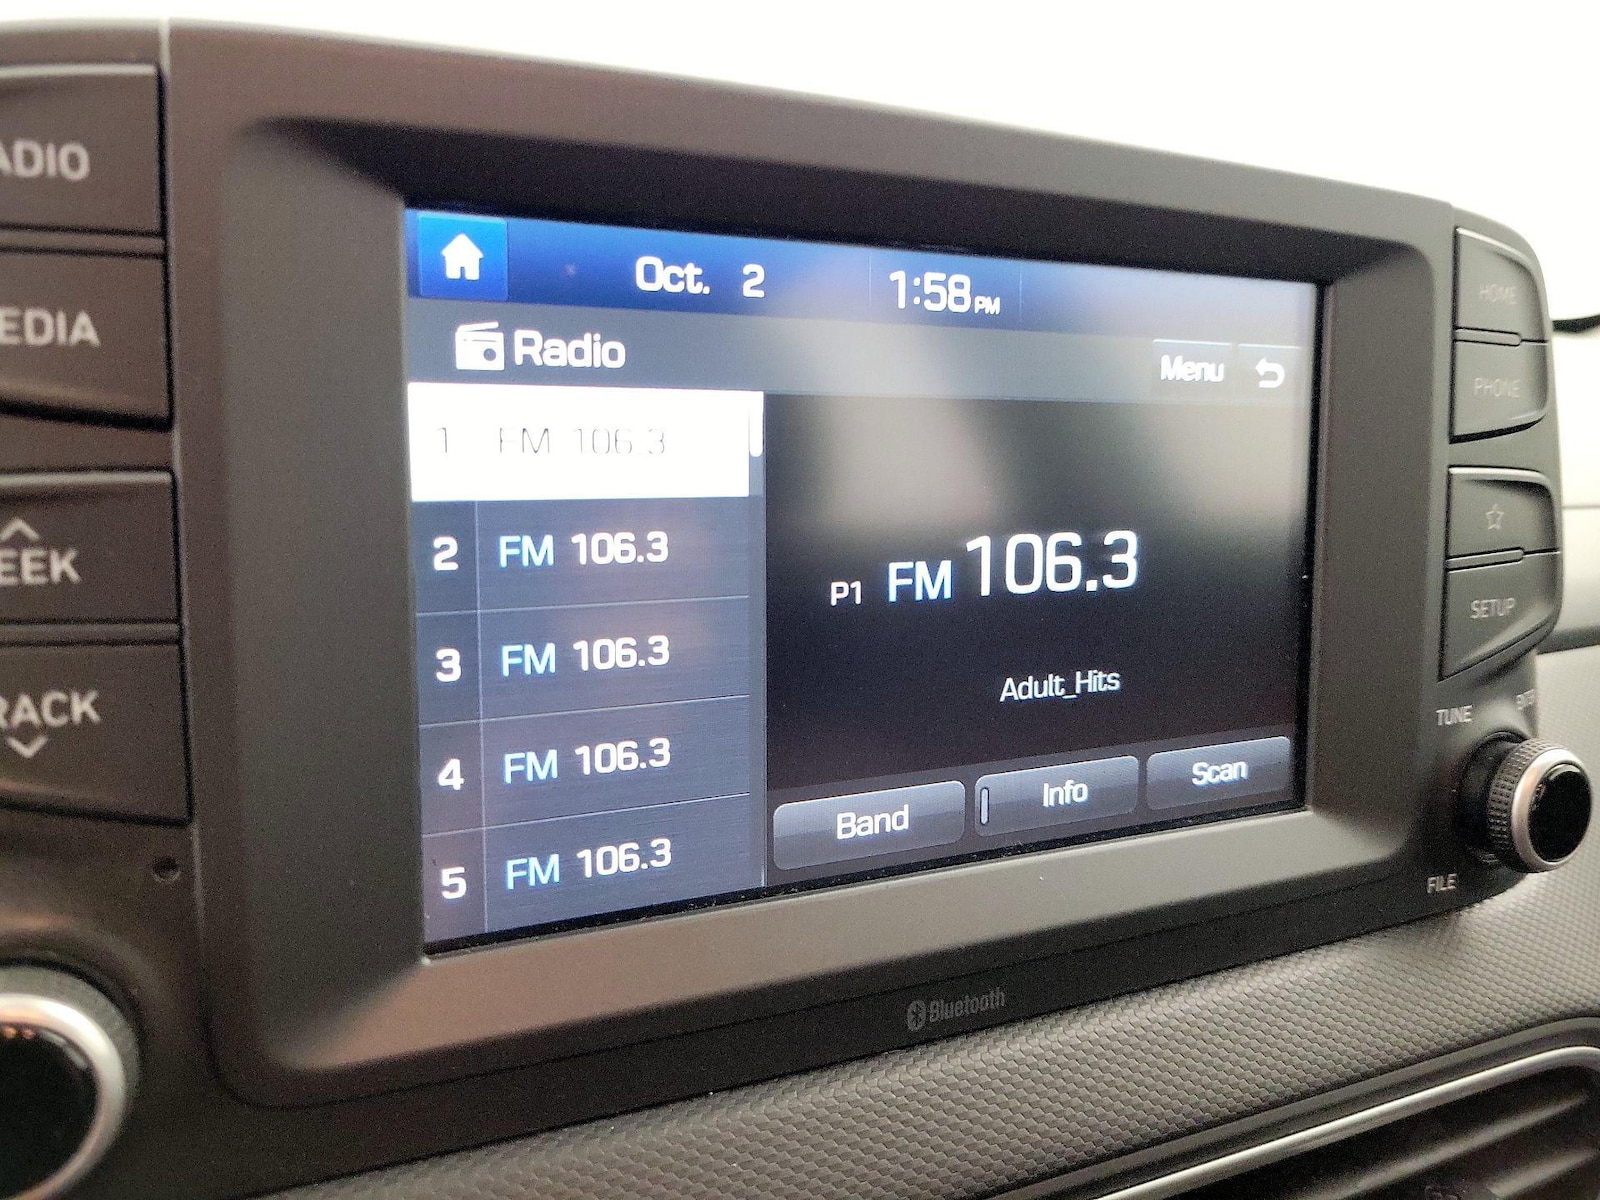 ADIO
EDIA
EEK
RACK
Oct. 2 1:58 PM
Radio
Menu
1 FM 106.3
2 FM 106.3
3 FM 106.3
4 FM 106.3
5 FM 106.3
P1 FM 106.3
Adult_Hits
Band
Info
Scan
HOME
PHONE
SETUP
TUNE
FILE
Bluetooth